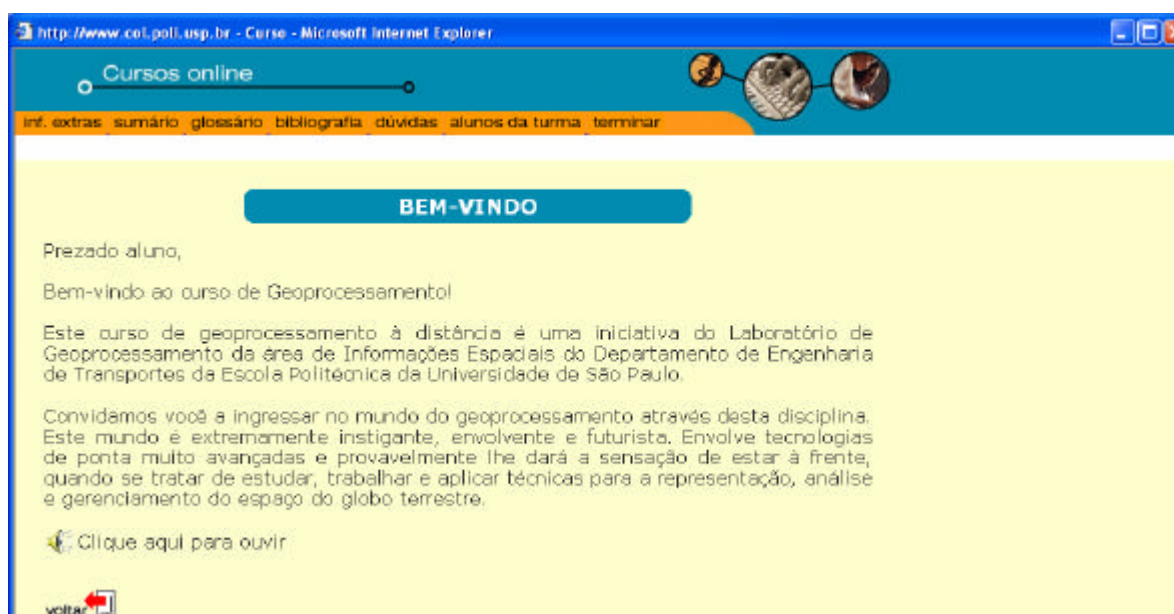 http://www.col.poli.usp.br - Curso - Microsoft Internet Explorer
Cursos online
inf. extras sumário glossário bibliografia dúvidas alunos da turma terminar
BEM-VINDO
Prezado aluno,
Bem-vindo ao curso de Geoprocessamento!
Este curso de geoprocessamento à distância é uma iniciativa do Laboratório de
Geoprocessamento da área de Informações Espaciais do Departamento de Engenharia
de Transportes da Escola Politécnica da Universidade de São Paulo.
Convidamos você a ingressar no mundo do geoprocessamento através desta disciplina.
Este mundo é extremamente instigante, envolvente e futurista. Envolve tecnologias
de ponta muito avançadas e provavelmente lhe dará a sensação de estar à frente,
quando se tratar de estudar, trabalhar e aplicar técnicas para a representação, análise
e gerenciamento do espaço do globo terrestre.
Clique aqui para ouvir
voltar